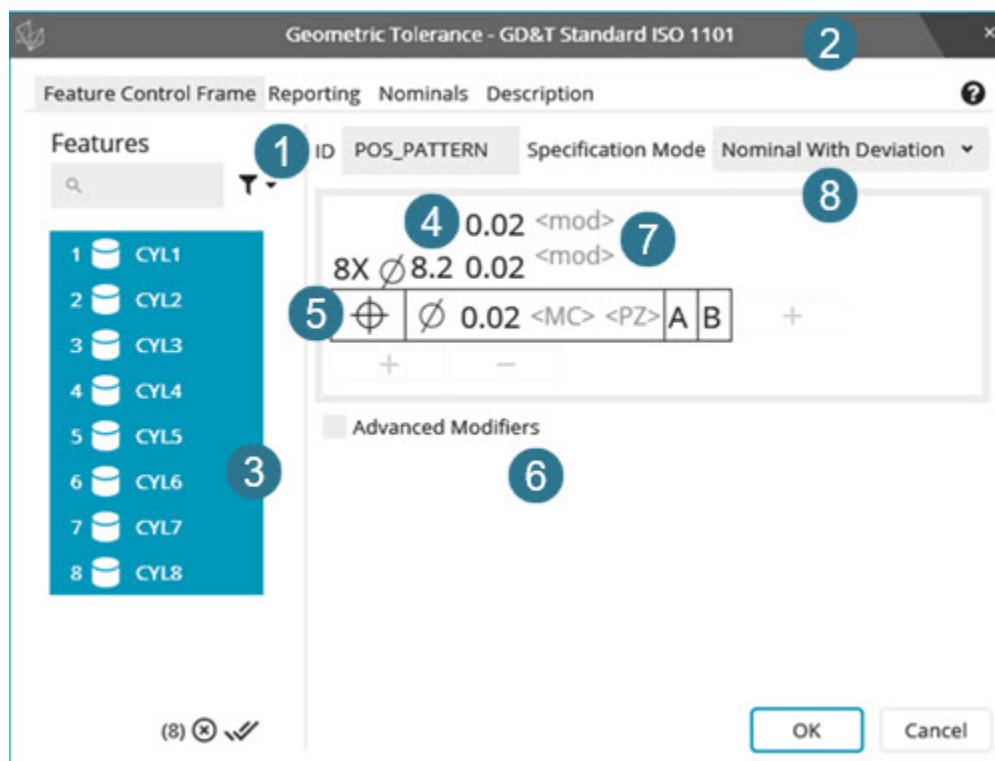 Geometric Tolerance - GD&T Standard ISO 1101
2
×
Feature Control Frame Reporting Nominals Description
?
Features
1
ID POS_PATTERN Specification Mode Nominal With Deviation
8
4 0.02 <mod> 7
8X ∅ 8.2 0.02 <mod>
5 ⌖ ∅ 0.02 <MC> <PZ> A B +
+ −
1 CYL1
2 CYL2
3 CYL3
4 CYL4
5 CYL5
6 CYL6
7 CYL7
8 CYL8
3
Advanced Modifiers
6
(8)
OK Cancel